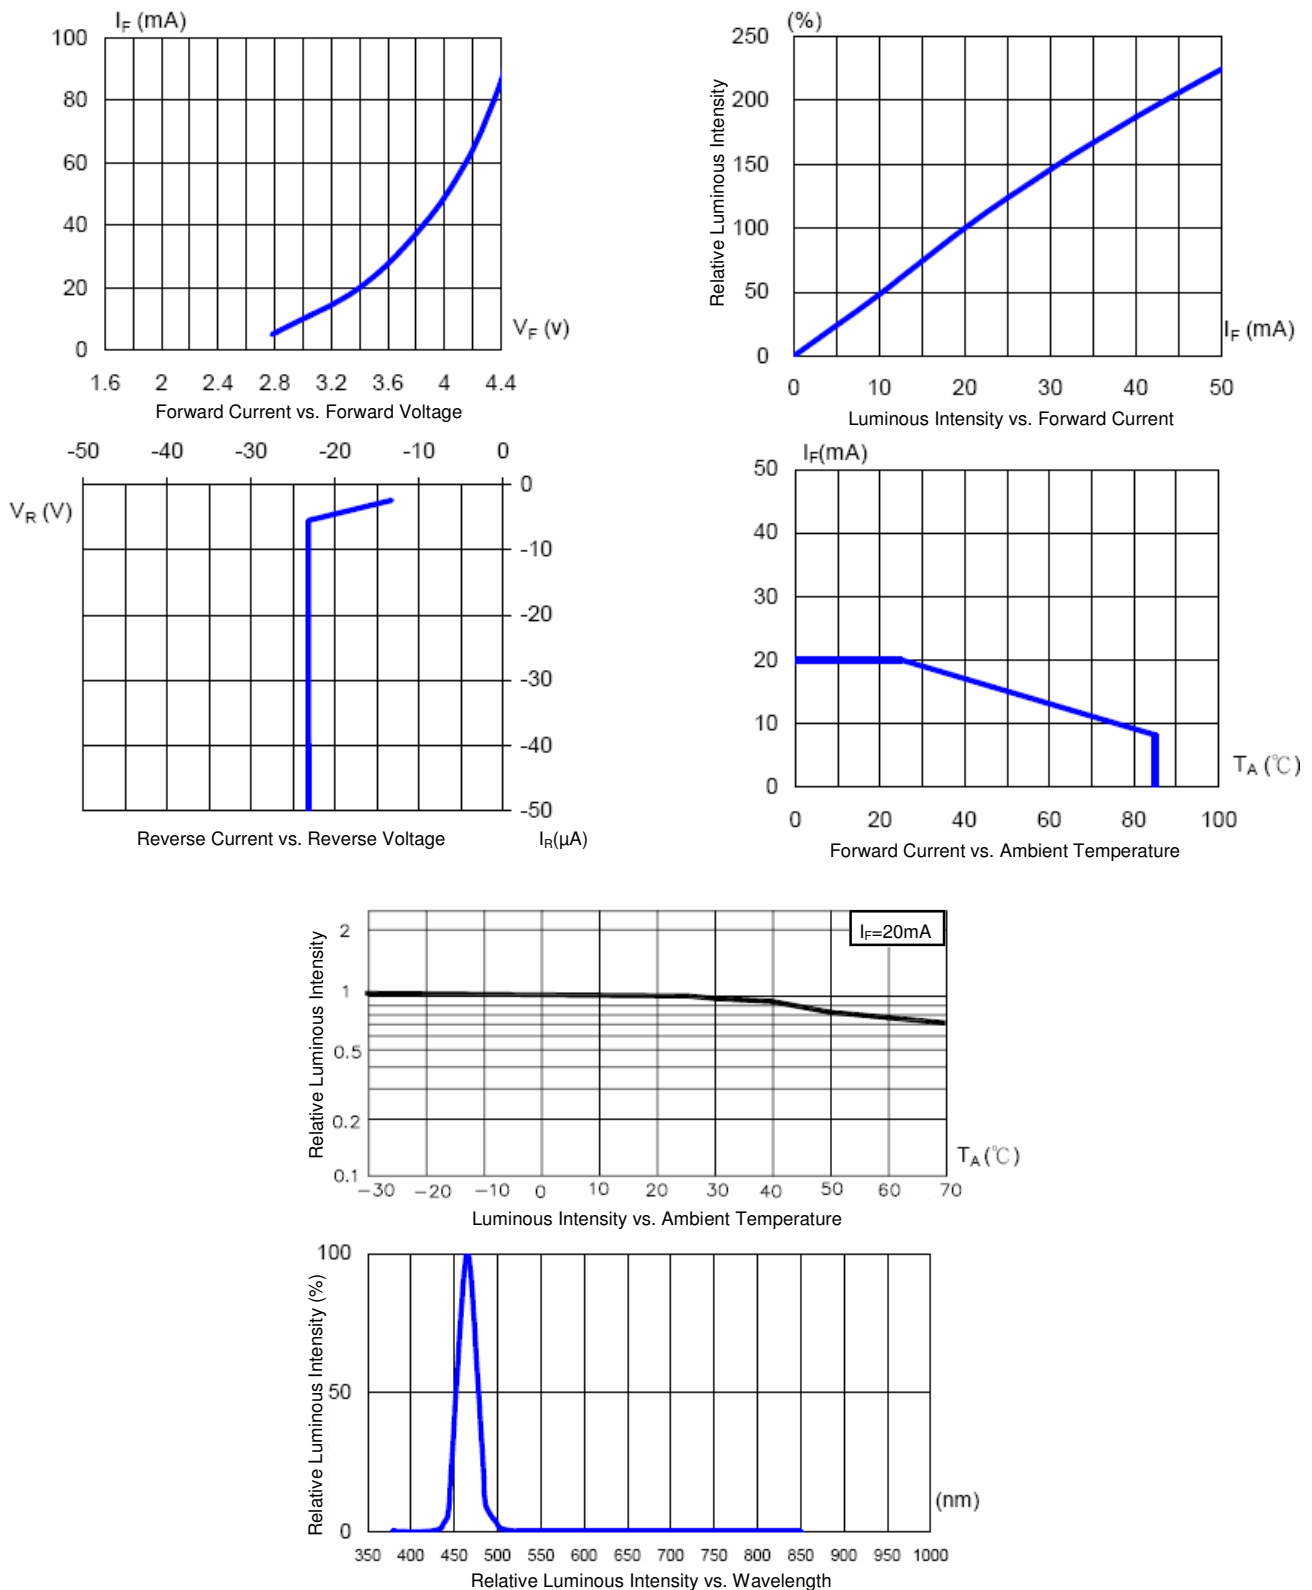 I_F (mA)
100
80
60
40
20
0
V_F (v)
1.6 2 2.4 2.8 3.2 3.6 4 4.4
Forward Current vs. Forward Voltage
(%)
250
200
150
100
50
0
Relative Luminous Intensity
I_F (mA)
0 10 20 30 40 50
Luminous Intensity vs. Forward Current
-50 -40 -30 -20 -10 0
V_R (V)
0
-10
-20
-30
-40
-50
Reverse Current vs. Reverse Voltage
I_R(µA)
I_F(mA)
50
40
30
20
10
0
T_A (℃)
0 20 40 60 80 100
Forward Current vs. Ambient Temperature
Relative Luminous Intensity
2
1
0.5
0.2
0.1
I_F=20mA
T_A (℃)
−30 −20 −10 0 10 20 30 40 50 60 70
Luminous Intensity vs. Ambient Temperature
Relative Luminous Intensity (%)
100
50
0
(nm)
350 400 450 500 550 600 650 700 750 800 850 900 950 1000
Relative Luminous Intensity vs. Wavelength